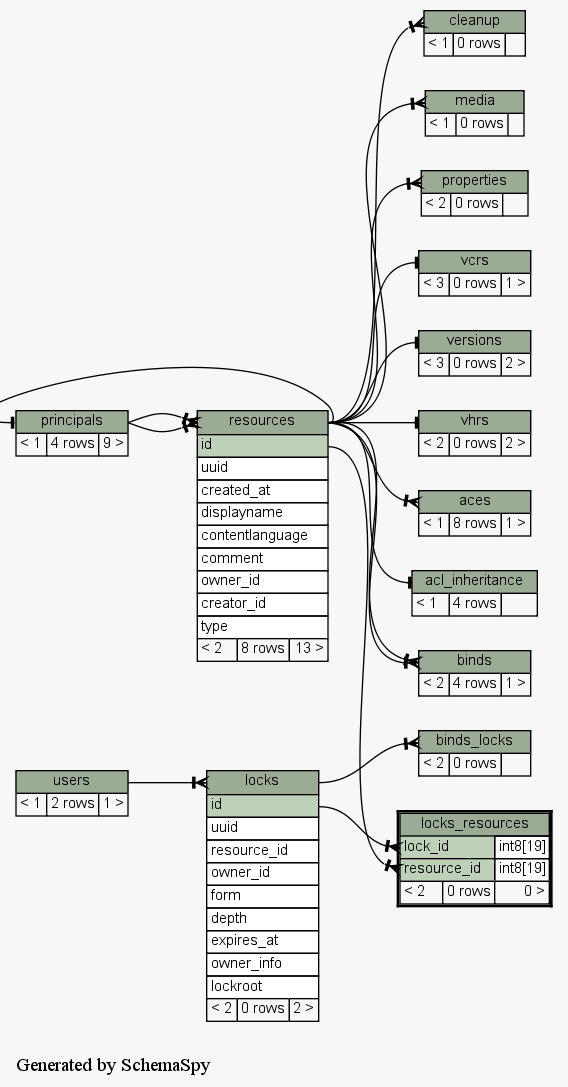 cleanup
< 1 0 rows
media
< 1 0 rows
properties
< 2 0 rows
vcrs
< 3 0 rows 1 >
versions
< 3 0 rows 2 >
principals
< 1 4 rows 9 >
resources
id
uuid
created_at
displayname
contentlanguage
comment
owner_id
creator_id
type
< 2 8 rows 13 >
vhrs
< 2 0 rows 2 >
aces
< 1 8 rows 1 >
acl_inheritance
< 1 4 rows
binds
< 2 4 rows 1 >
binds_locks
< 2 0 rows
users
< 1 2 rows 1 >
locks
id
uuid
resource_id
owner_id
form
depth
expires_at
owner_info
lockroot
< 2 0 rows 2 >
locks_resources
lock_id int8[19]
resource_id int8[19]
< 2 0 rows 0 >
Generated by SchemaSpy